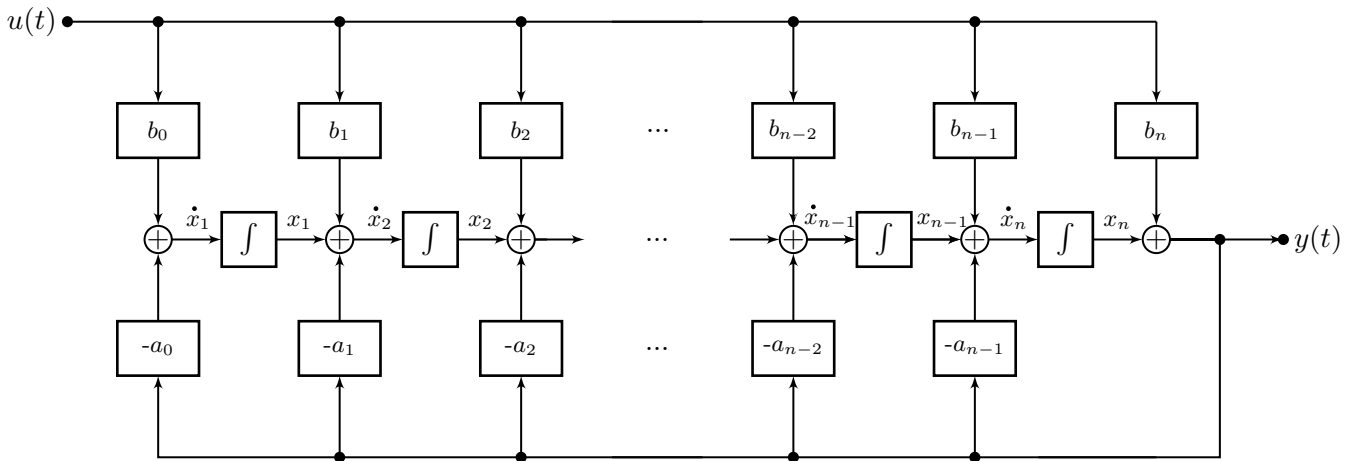 u(t)
b₀ b₁ b₂ ... bₙ₋₂ bₙ₋₁ bₙ
ẋ₁ ∫ x₁ ẋ₂ ∫ x₂ ... ẋₙ₋₁ ∫ xₙ₋₁ ẋₙ ∫ xₙ y(t)
-a₀ -a₁ -a₂ ... -aₙ₋₂ -aₙ₋₁